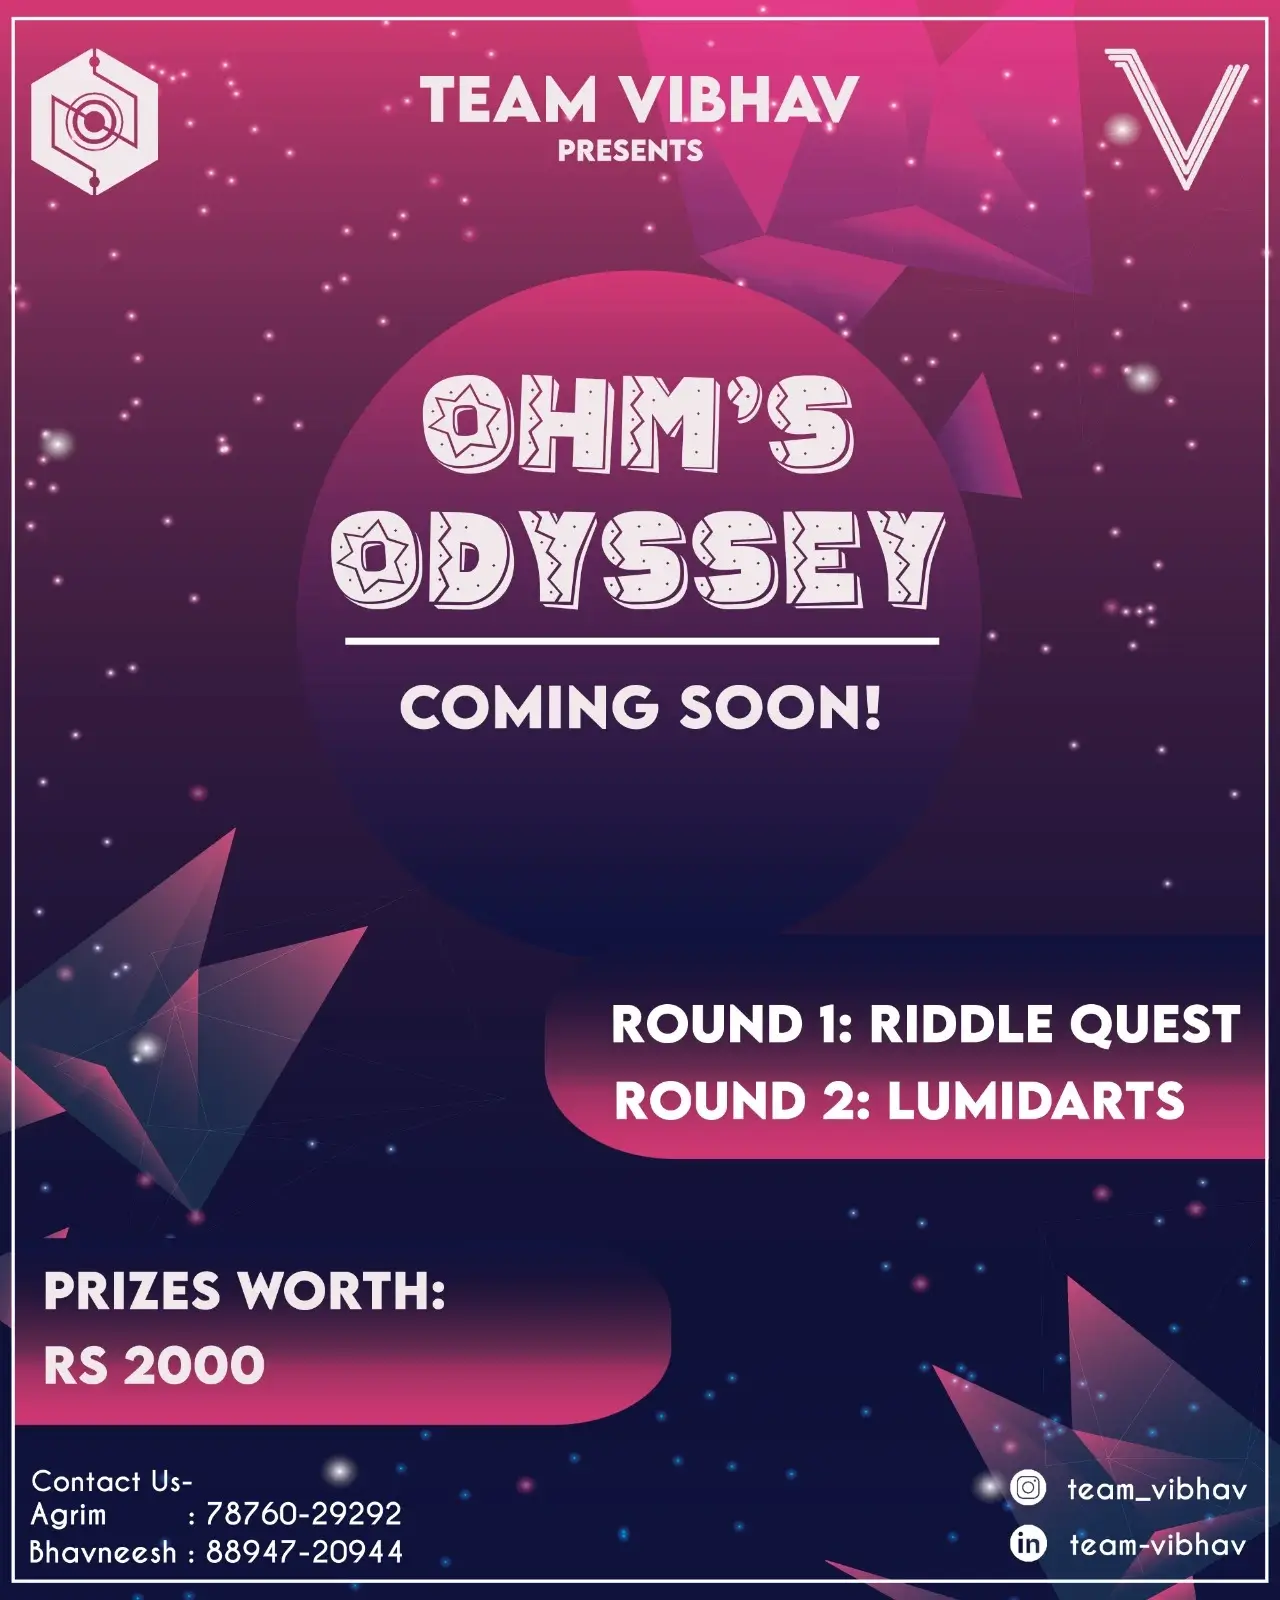 TEAM VIBHAV
PRESENTS
OHM'S
ODYSSEY
COMING SOON!
ROUND 1: RIDDLE QUEST
ROUND 2: LUMIDARTS
PRIZES WORTH:
RS 2000
Contact Us-
Agrim : 78760-29292
Bhavneesh : 88947-20944
team_vibhav
in team-vibhav